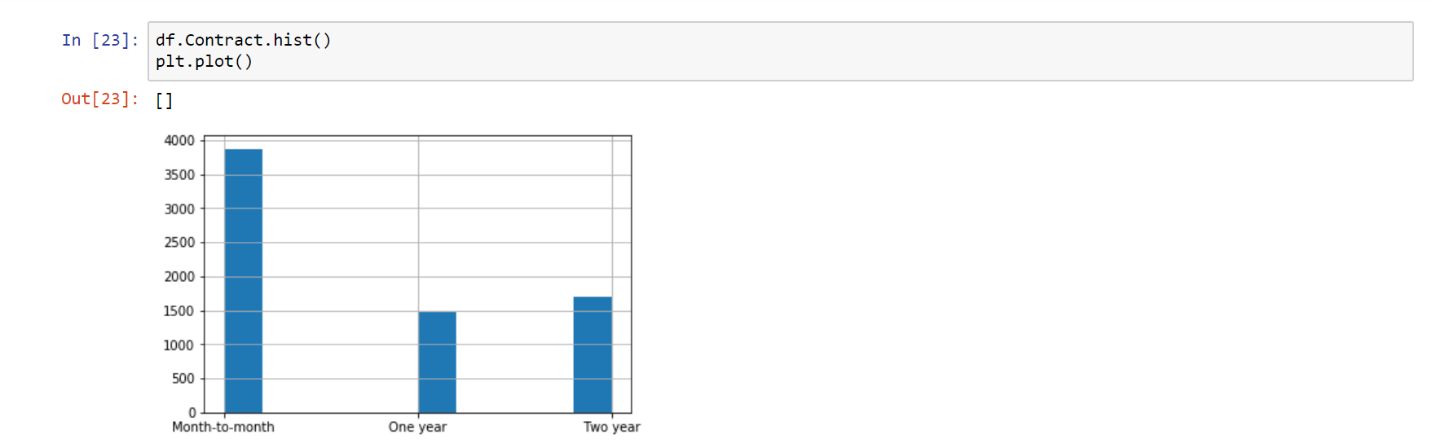 In [23]: df.Contract.hist()
plt.plot()
Out[23]: []
4000
3500
3000
2500
2000
1500
1000
500
0
Month-to-month One year Two year